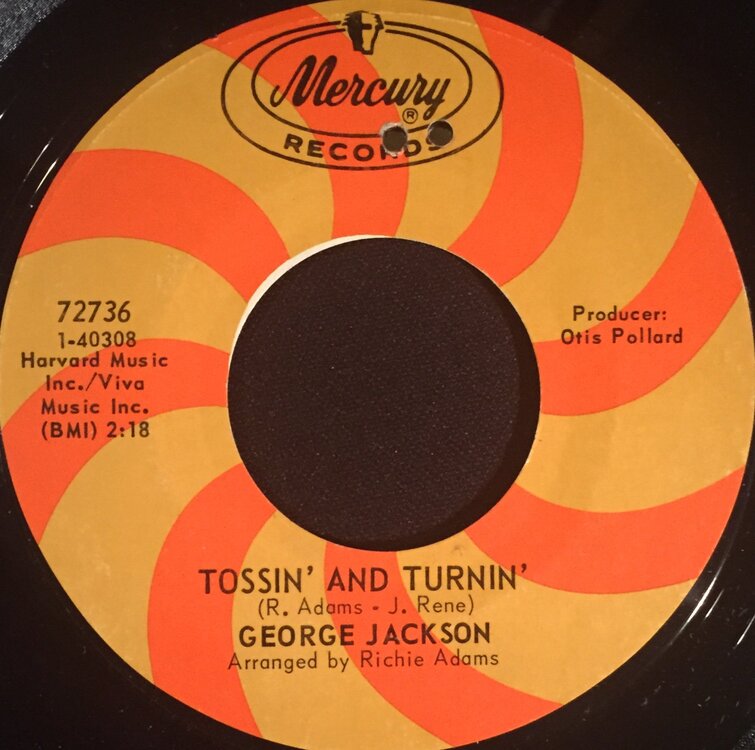 Mercury
®
RECORDS
72736
1-40308
Harvard Music
Inc./Viva
Music Inc.
(BMI) 2:18
Producer:
Otis Pollard
TOSSIN' AND TURNIN'
(R. Adams - J. Rene)
GEORGE JACKSON
Arranged by Richie Adams